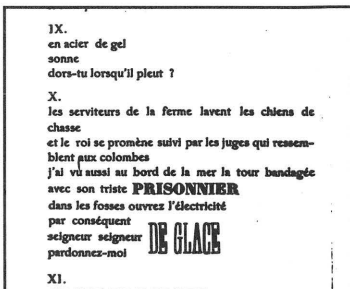 IX.
en acier de gel
sonne
dors-tu lorsqu'il pleut ?
X.
les serviteurs de la ferme lavent les chiens de
chasse
et le roi se promène suivi par les juges qui ressem-
blent aux colombes
j'ai vu aussi au bord de la mer la tour bandagée
avec son triste PRISONNIER
dans les fosses ouvrez l'électricité
par conséquent
seigneur seigneur DE GLACE
pardonnez-moi
XI.